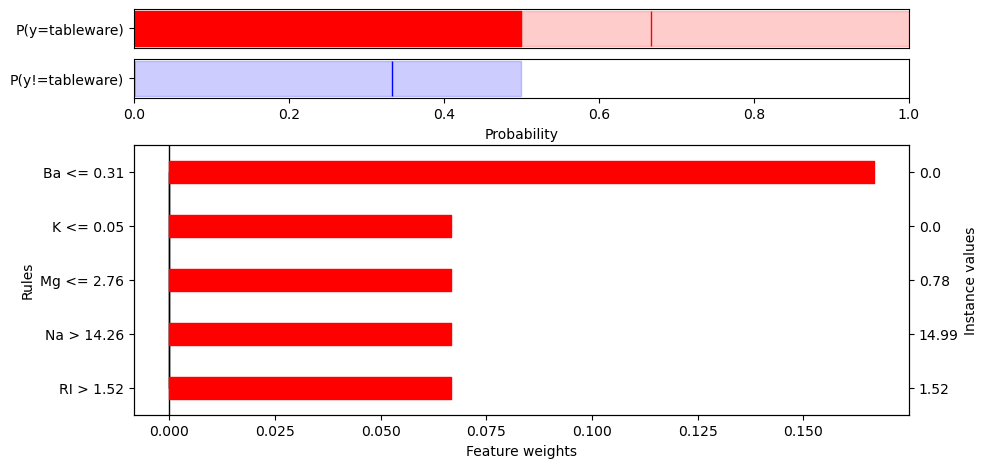 P(y=tableware)
P(y!=tableware)
0.0 0.2 0.4 0.6 0.8 1.0
Probability
Ba <= 0.31 0.0
K <= 0.05 0.0
Mg <= 2.76 0.78
Na > 14.26 14.99
RI > 1.52 1.52
Rules
Instance values
0.000 0.025 0.050 0.075 0.100 0.125 0.150
Feature weights